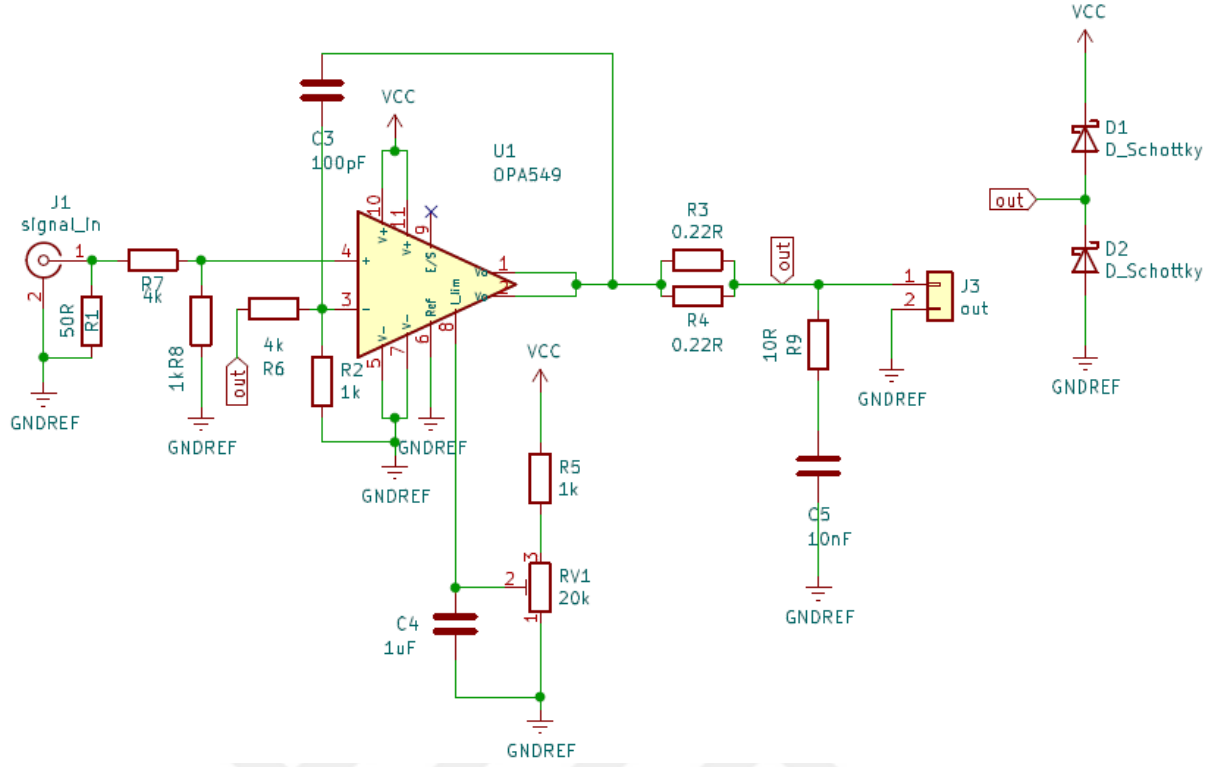 VCC
C3
100pF
VCC
U1
OPA549
D1
D_Schottky
out
D2
D_Schottky
J1
signal_in
1
2
R7
4k
50R
R1
1k
R8
4k
R6
out
R2
1k
GNDREF
GNDREF
GNDREF
GNDREF
10
11
9
V+
V+
E/S
4
+
3
-
V-
V-
Ref
I_lim
5
7
6
8
Vo
Vo
1
2
R3
0.22R
R4
0.22R
out
10R
R9
1
2
J3
out
GNDREF
GNDREF
VCC
R5
1k
3
2
1
RV1
20k
C4
1uF
GNDREF
C5
10nF
GNDREF